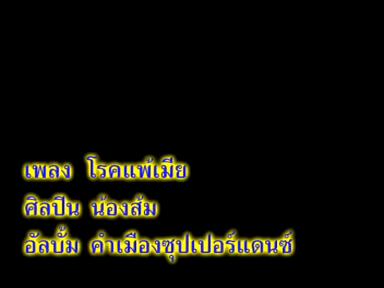 เพลง โรคแพ้เมีย
ศิลปิน น้องส้ม
อัลบั้ม คำเมืองซุปเปอร์แดนซ์